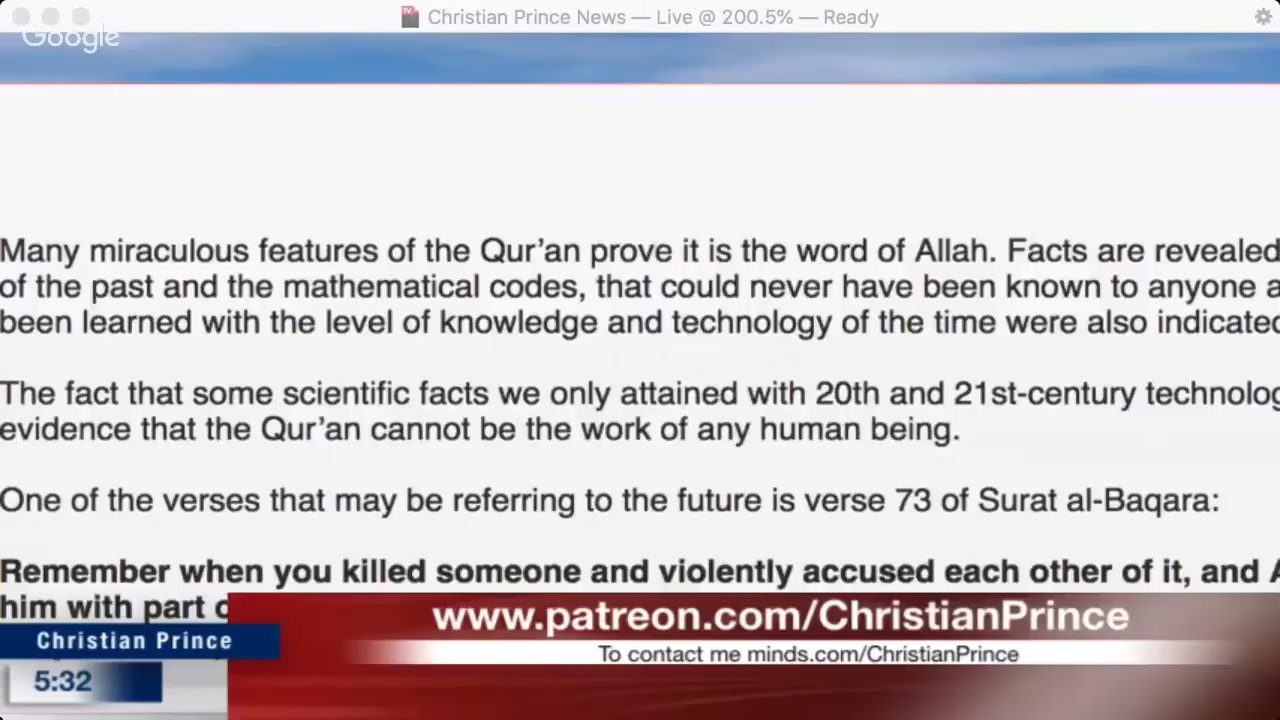 Christian Prince News — Live @ 200.5% — Ready
Google
Many miraculous features of the Qur’an prove it is the word of Allah. Facts are revealed
of the past and the mathematical codes, that could never have been known to anyone a
been learned with the level of knowledge and technology of the time were also indicated
The fact that some scientific facts we only attained with 20th and 21st-century technolog
evidence that the Qur’an cannot be the work of any human being.
One of the verses that may be referring to the future is verse 73 of Surat al-Baqara:
Remember when you killed someone and violently accused each other of it, and A
him with part o
www.patreon.com/ChristianPrince
Christian Prince
To contact me minds.com/ChristianPrince
5:32